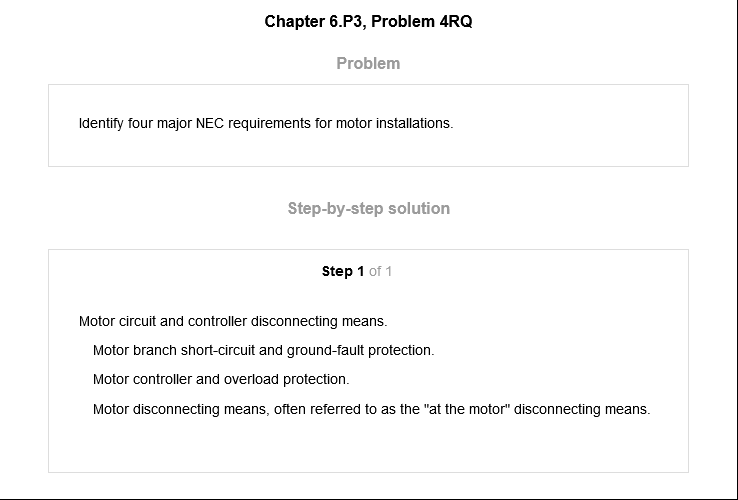 Chapter 6.P3, Problem 4RQ
Problem
Identify four major NEC requirements for motor installations.
Step-by-step solution
Step 1 of 1
Motor circuit and controller disconnecting means.
Motor branch short-circuit and ground-fault protection.
Motor controller and overload protection.
Motor disconnecting means, often referred to as the "at the motor" disconnecting means.